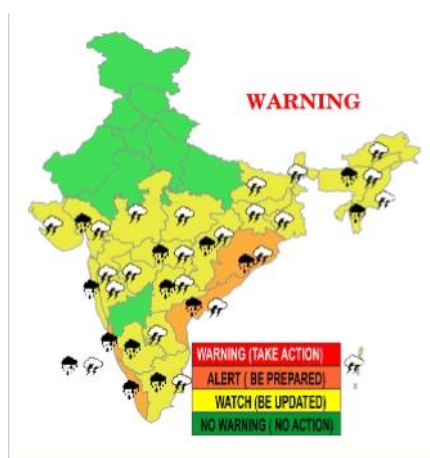 WARNING
WARNING (TAKE ACTION)
ALERT ( BE PREPARED)
WATCH (BE UPDATED)
NO WARNING ( NO ACTION)